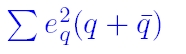 ∑ e_q^2 (q + q̄)